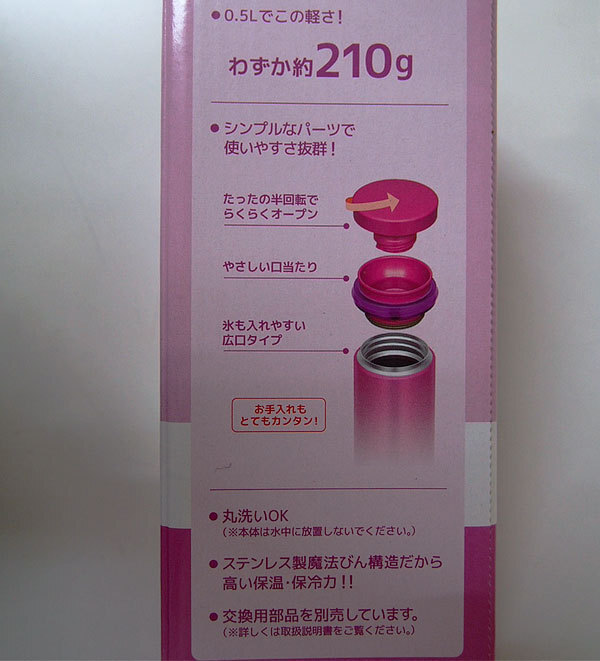 ●0.5Lでこの軽さ!
わずか約210g
●シンプルなパーツで
使いやすさ抜群!
たったの半回転で
らくらくオープン
やさしい口当たり
氷も入れやすい
広口タイプ
お手入れも
とてもカンタン!
●丸洗いOK
(※本体は水中に放置しないでください。)
●ステンレス製魔法びん構造だから
高い保温・保冷力!!
●交換用部品を別売しています。
(※詳しくは取扱説明書をご覧ください。)